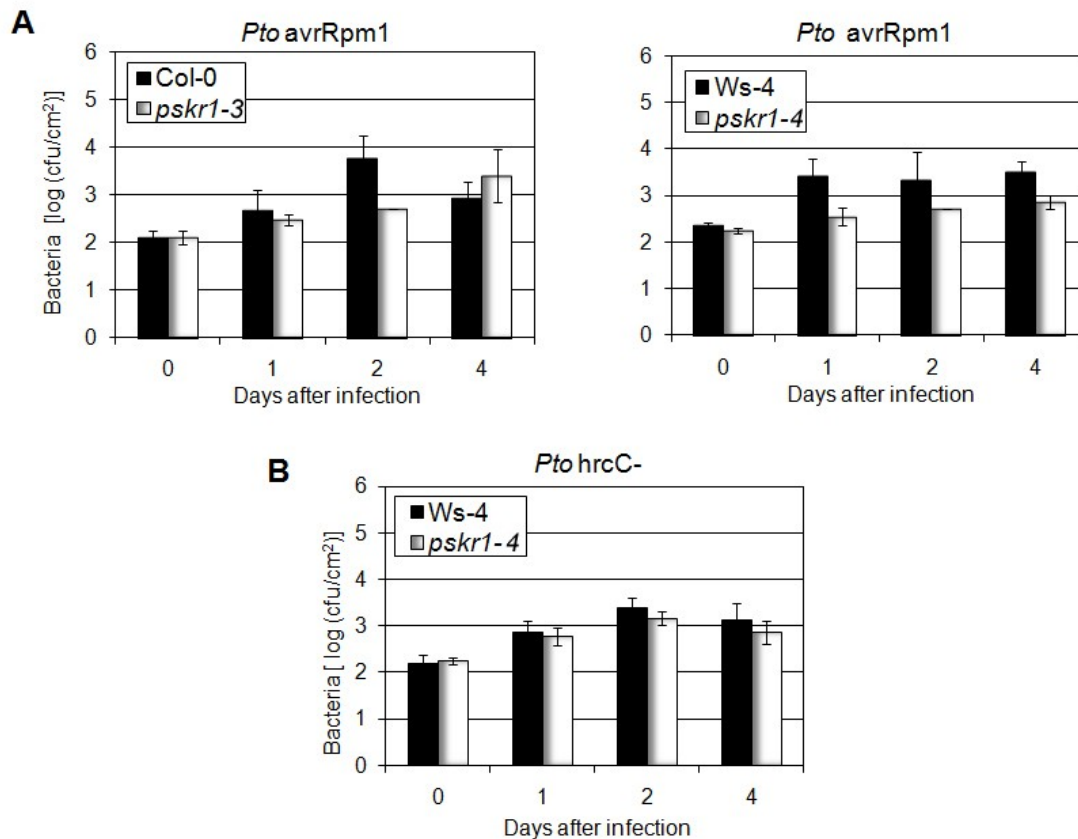 A
Pto avrRpm1
Bacteria [log (cfu/cm²)]
6
5
4
3
2
1
0
Col-0
pskr1-3
0 1 2 4
Days after infection
Pto avrRpm1
6
5
4
3
2
1
0
Ws-4
pskr1-4
0 1 2 4
Days after infection
B
Pto hrcC-
Bacteria [ log (cfu/cm²)]
6
5
4
3
2
1
0
Ws-4
pskr1-4
0 1 2 4
Days after infection